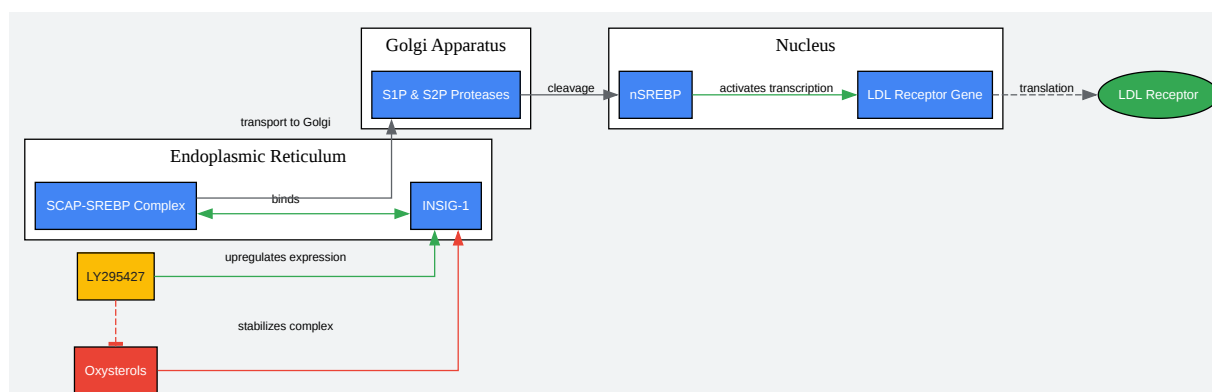 Golgi Apparatus
Nucleus
S1P & S2P Proteases
cleavage
nSREBP
activates transcription
LDL Receptor Gene
translation
LDL Receptor
transport to Golgi
Endoplasmic Reticulum
SCAP-SREBP Complex
binds
INSIG-1
upregulates expression
LY295427
stabilizes complex
Oxysterols